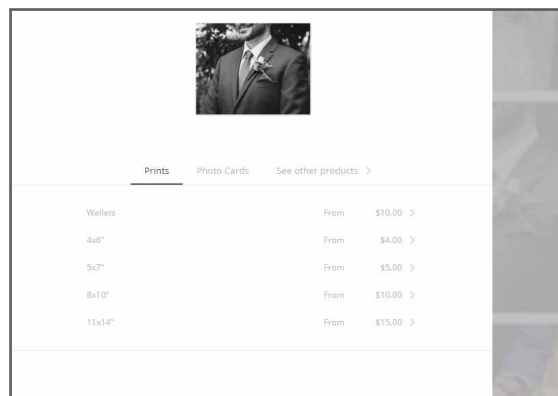 Prints Photo Cards See other products >
Wallets From $10.00 >
4x6" From $4.00 >
5x7" From $5.00 >
8x10" From $10.00 >
11x14" From $15.00 >